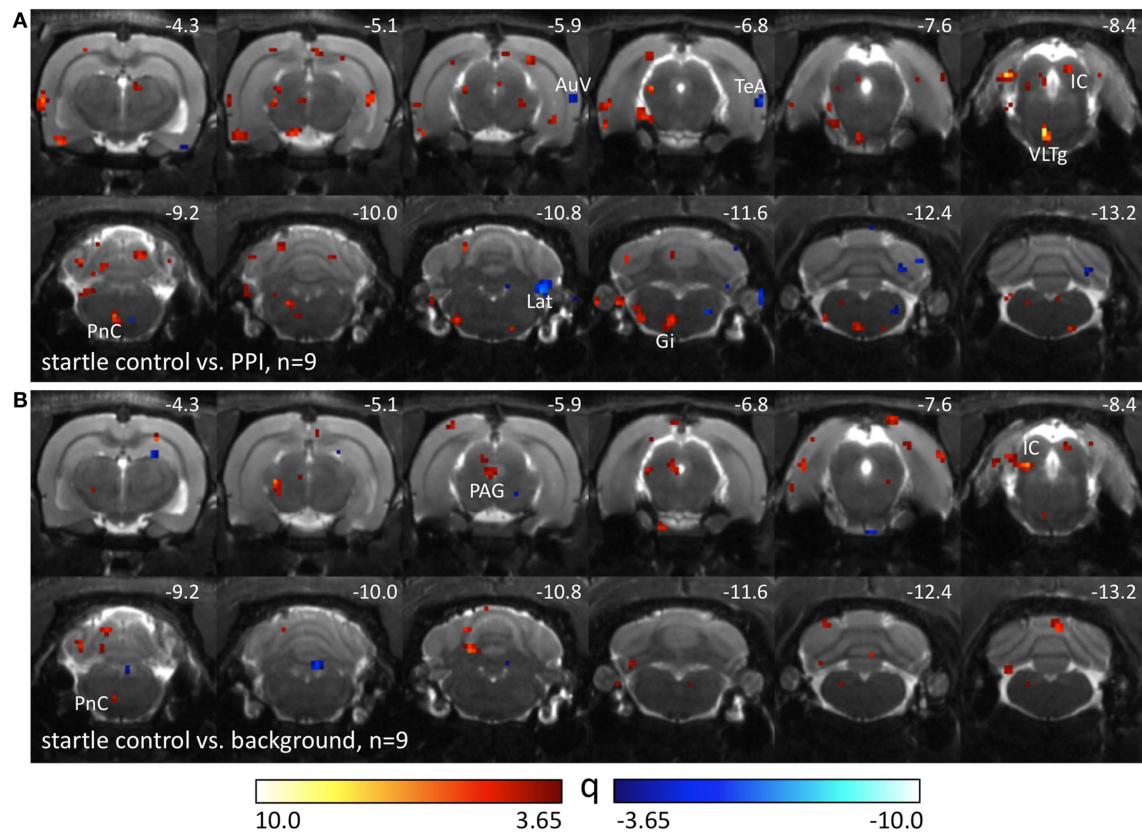 A
-4.3 -5.1 -5.9 -6.8 -7.6 -8.4
AuV TeA IC
VLTg
-9.2 -10.0 -10.8 -11.6 -12.4 -13.2
Lat
PnC Gi
startle control vs. PPI, n=9
B
-4.3 -5.1 -5.9 -6.8 -7.6 -8.4
IC
PAG
-9.2 -10.0 -10.8 -11.6 -12.4 -13.2
PnC
startle control vs. background, n=9
q
10.0 3.65 -3.65 -10.0